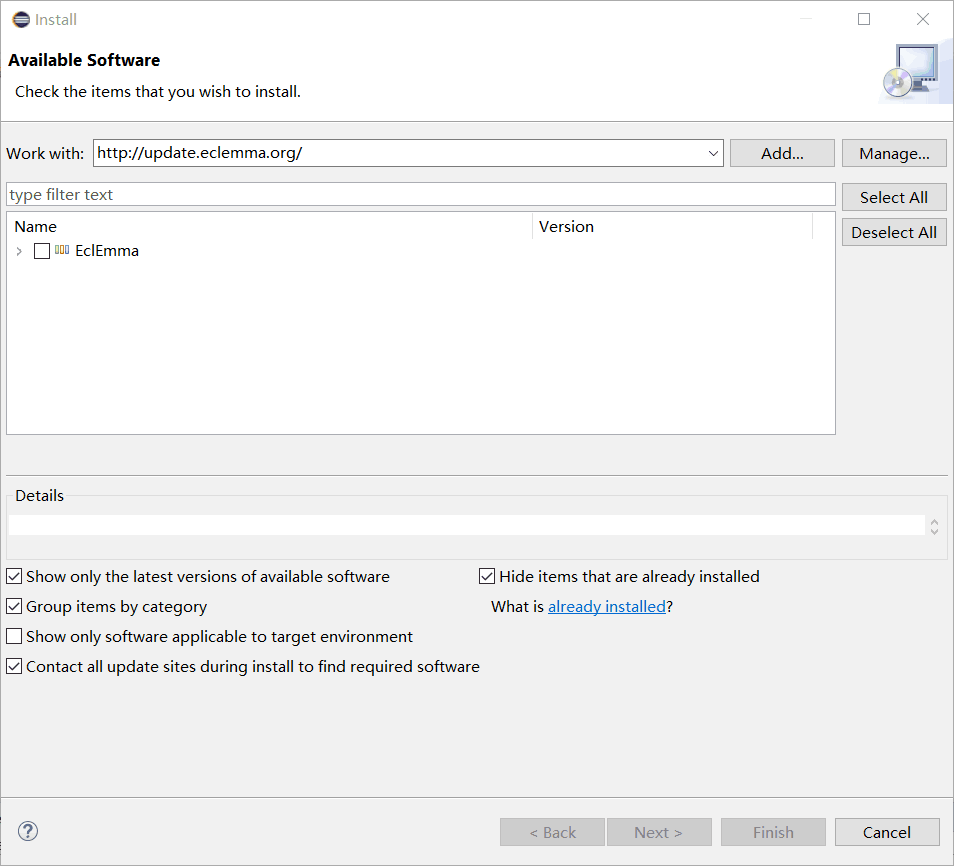 Install
Available Software
Check the items that you wish to install.
Work with: http://update.eclemma.org/ Add... Manage...
type filter text Select All
Name Version Deselect All
EclEmma
Details
Show only the latest versions of available software Hide items that are already installed
Group items by category What is already installed?
Show only software applicable to target environment
Contact all update sites during install to find required software
? < Back Next > Finish Cancel